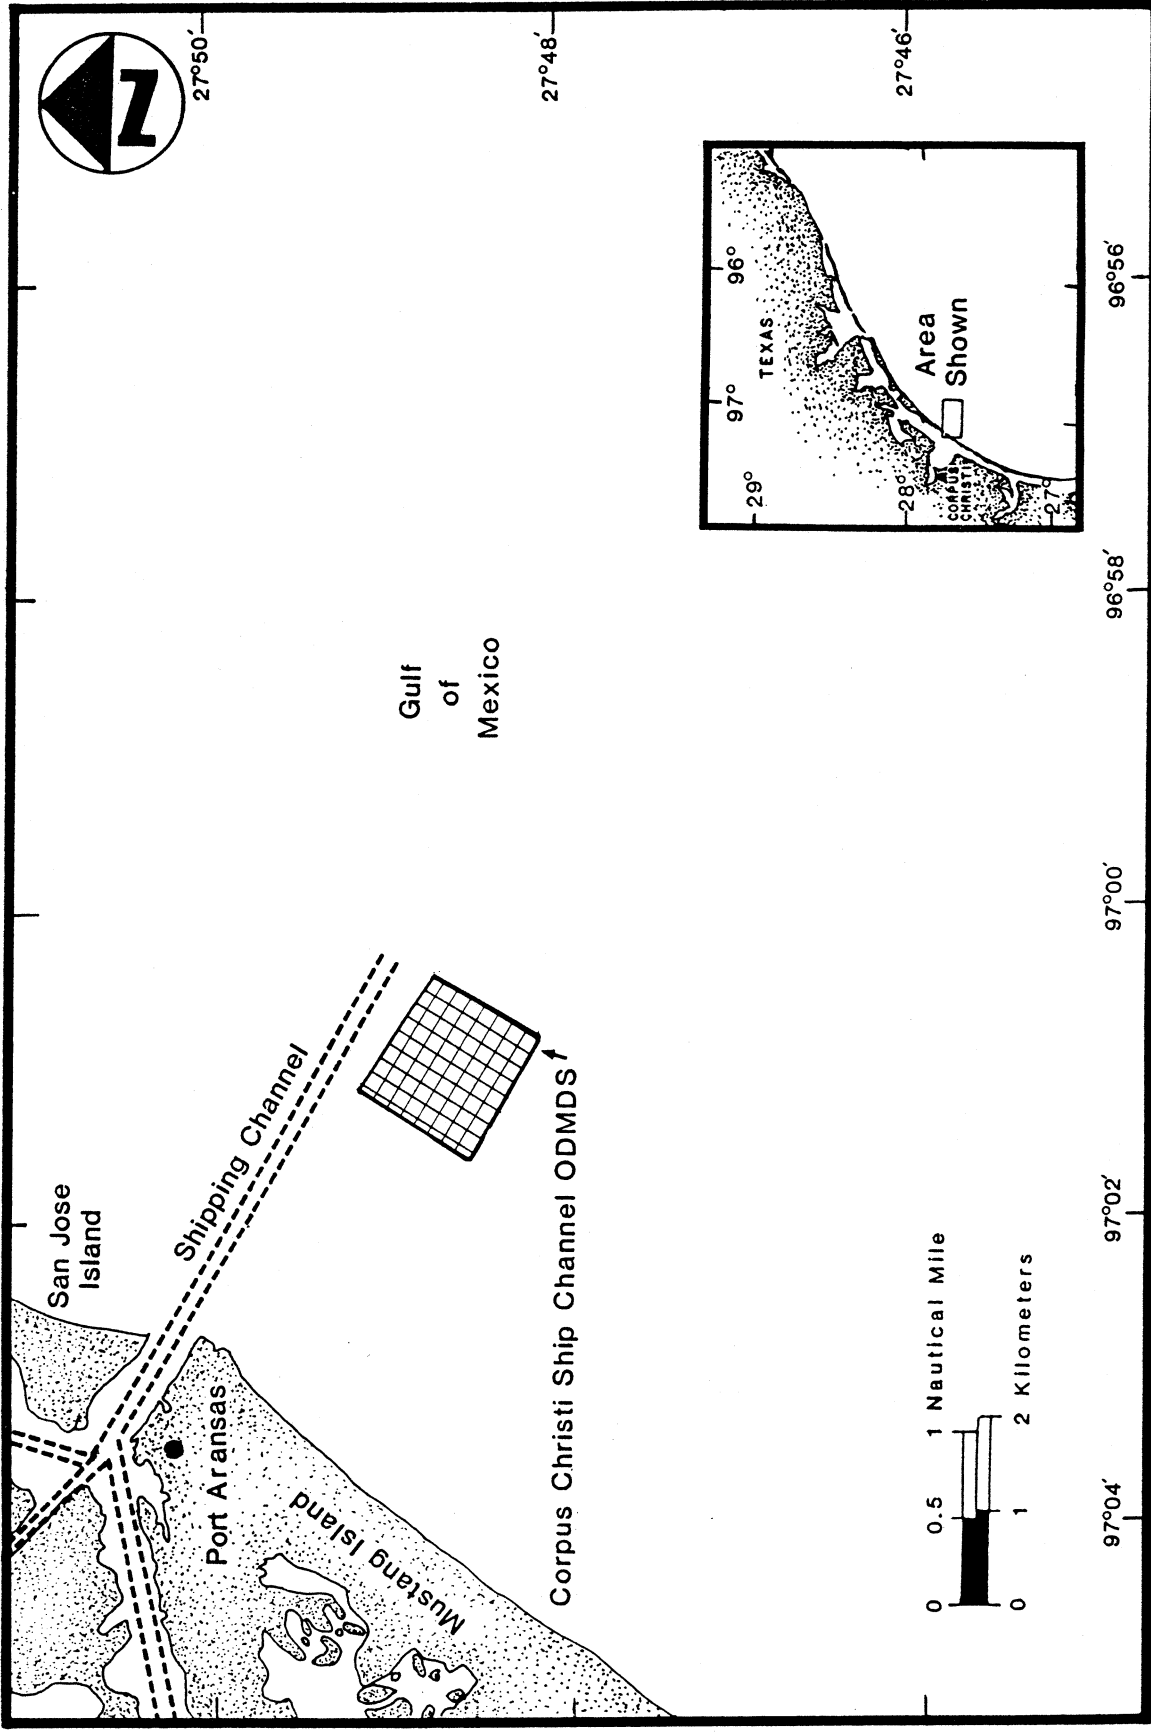 N
San Jose
Island
Shipping Channel
Port Aransas
Mustang Island
Gulf
of
Mexico
Corpus Christi Ship Channel ODMDS
27°50′
27°48′
27°46′
97°04′
97°02′
97°00′
96°58′
96°56′
0 0.5 1 Nautical Mile
0 1 2 Kilometers
TEXAS
97°
96°
29°
28°
27°
CORPUS
CHRISTI
Area
Shown